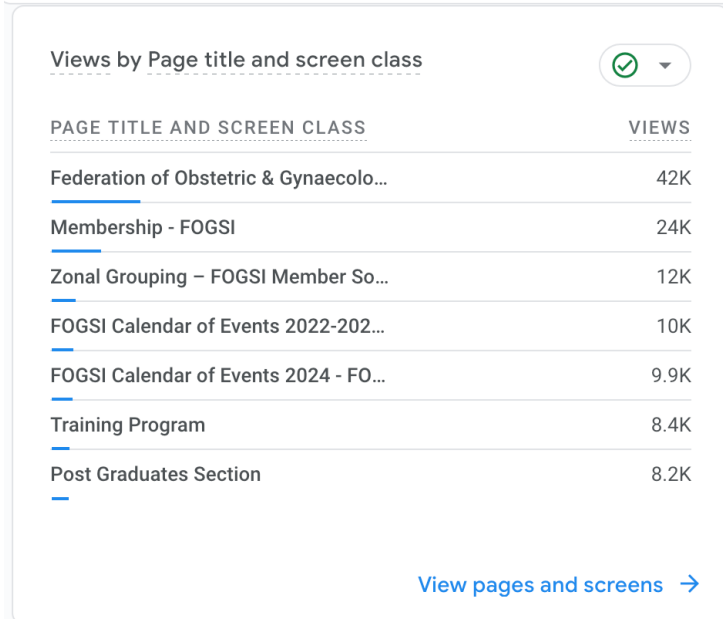 Views by Page title and screen class
PAGE TITLE AND SCREEN CLASS VIEWS
Federation of Obstetric & Gynaecolo... 42K
Membership - FOGSI 24K
Zonal Grouping – FOGSI Member So... 12K
FOGSI Calendar of Events 2022-202... 10K
FOGSI Calendar of Events 2024 - FO... 9.9K
Training Program 8.4K
Post Graduates Section 8.2K
View pages and screens →